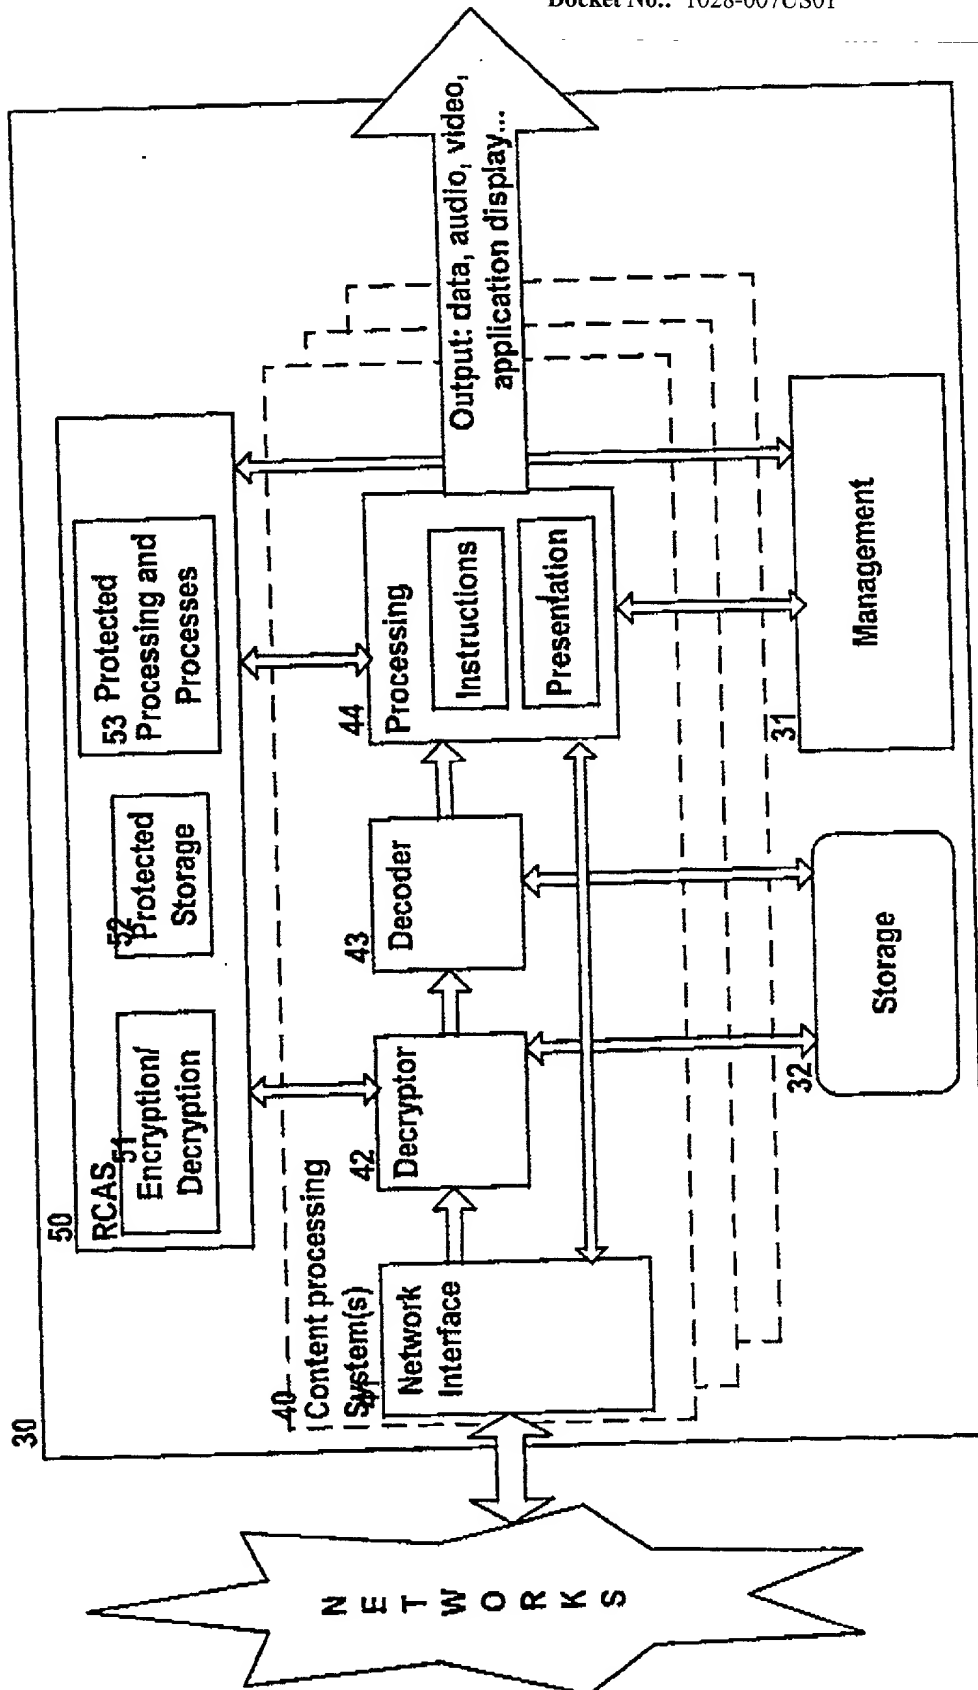 Docket No.: 1028-007US01
30
50
RCAS
51
Encryption/
Decryption
52
Protected
Storage
53 Protected
Processing and
Processes
40
Content processing
System(s)
Network
Interface
42
Decryptor
43
Decoder
44
Processing
Instructions
Presentation
Output: data, audio, video,
application display...
NETWORKS
32
Storage
31
Management